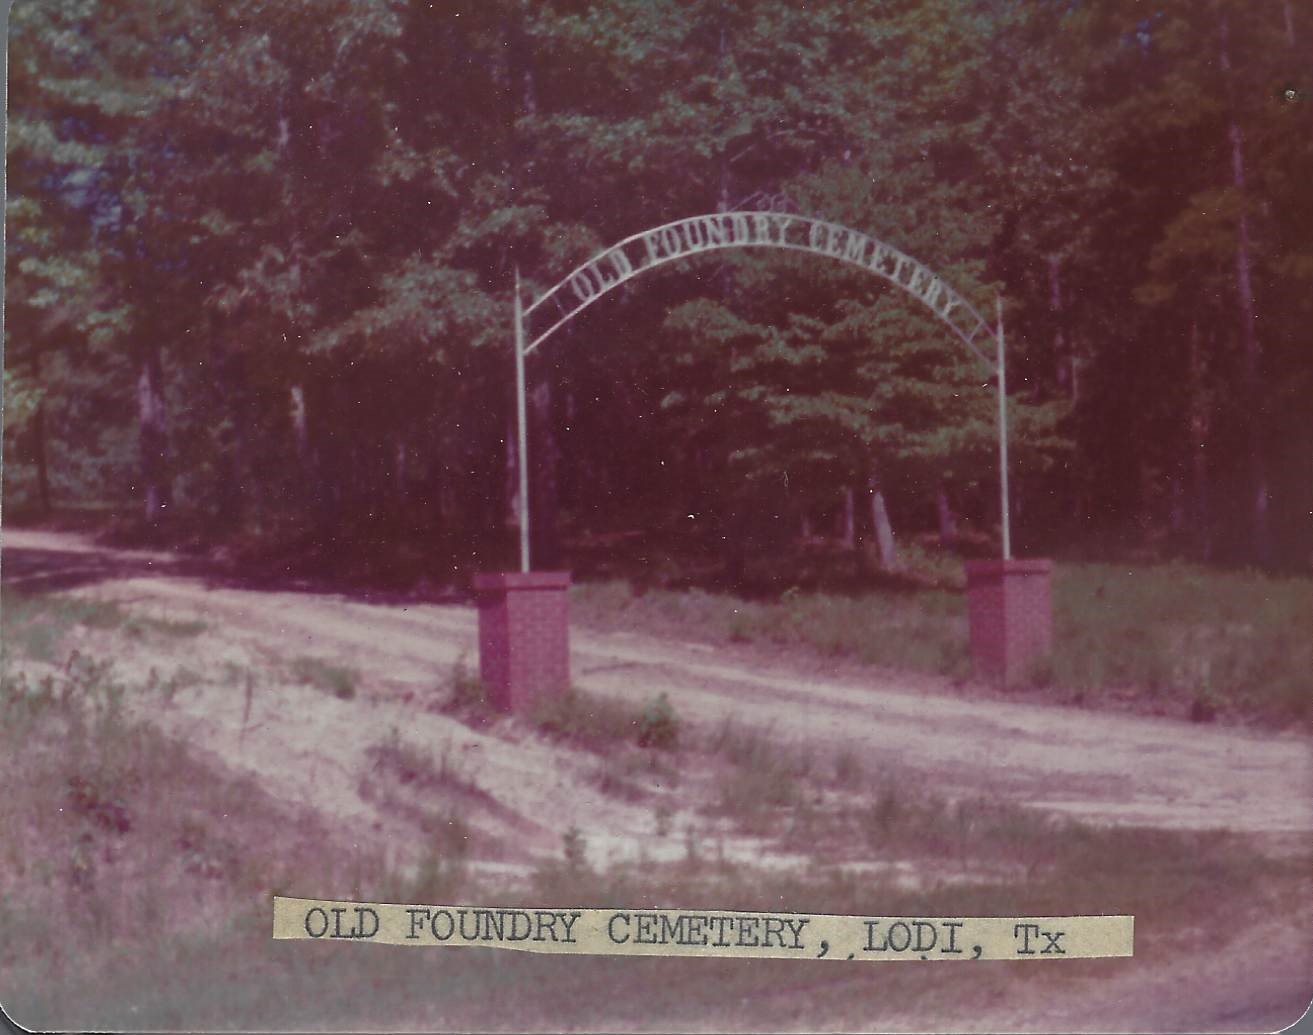 OLD FOUNDRY CEMETERY
OLD FOUNDRY CEMETERY, LODI, Tx